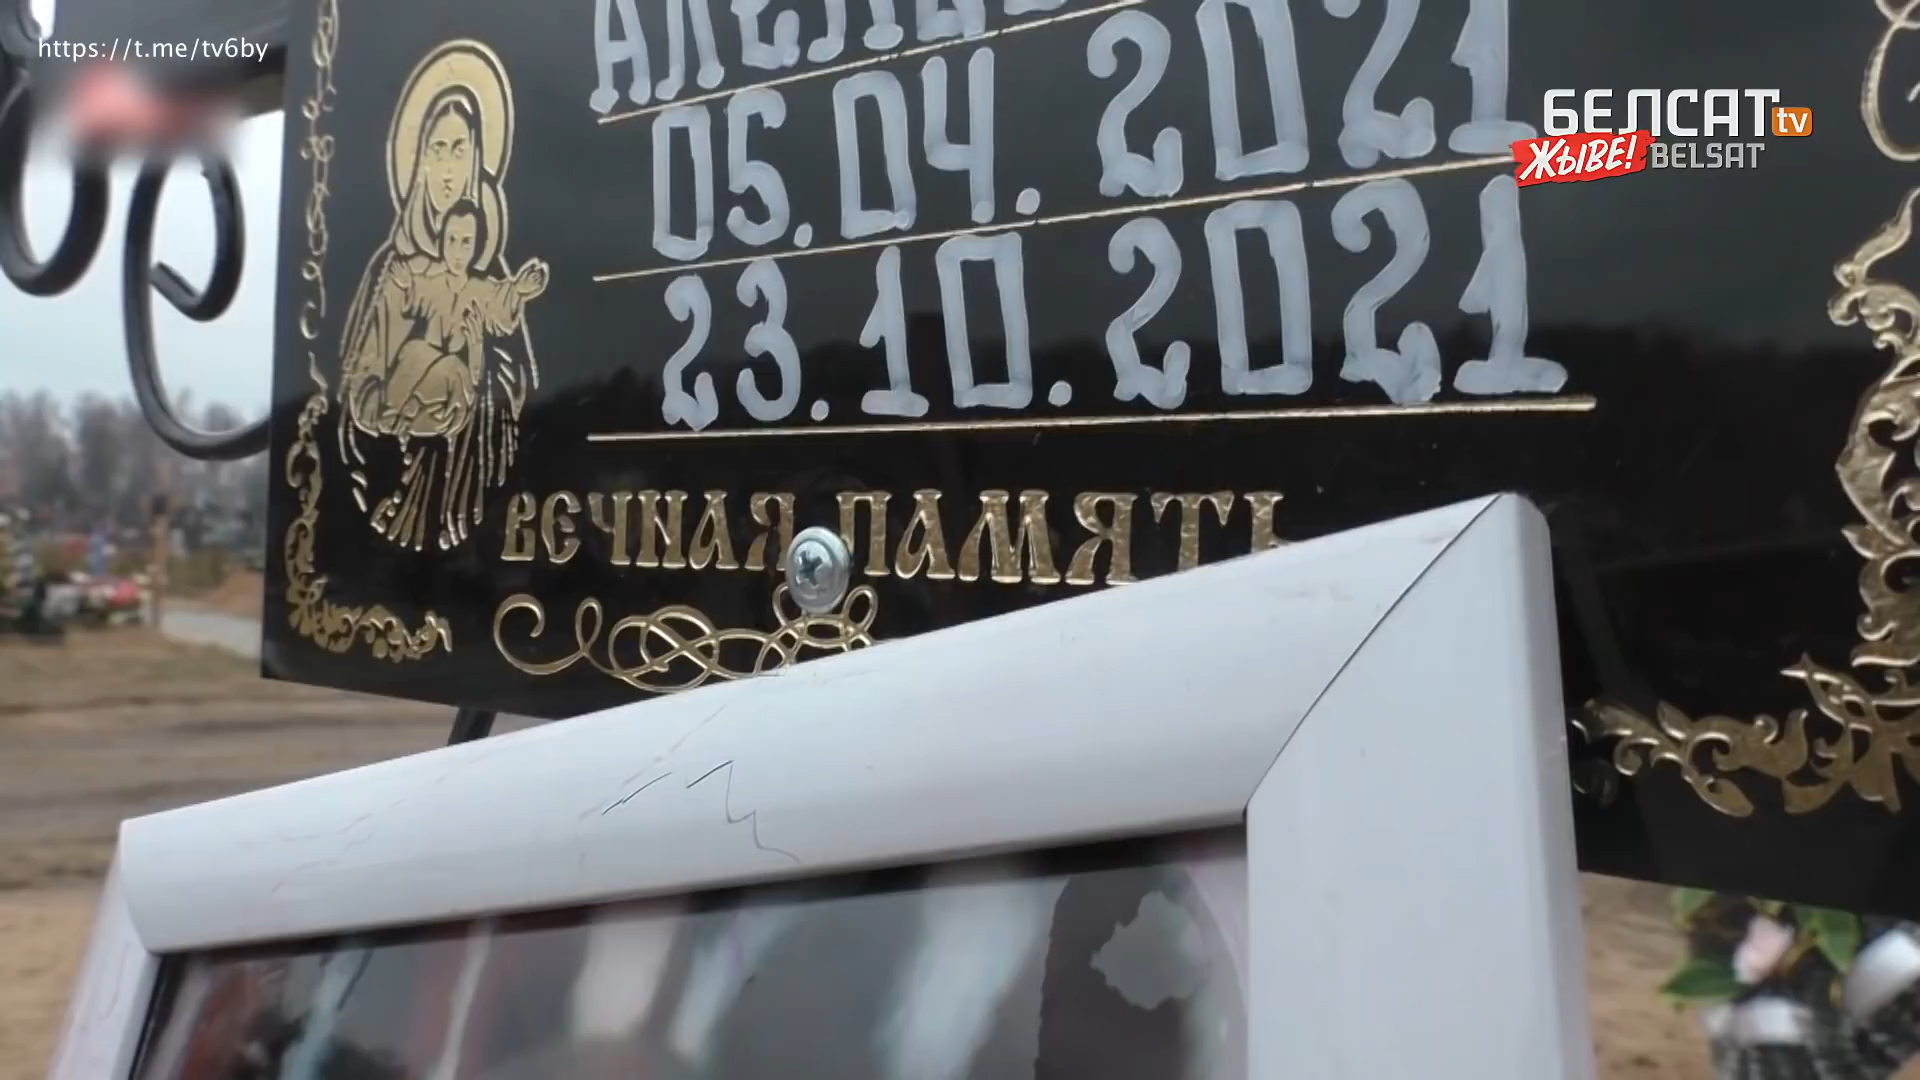 https://t.me/tv6by
05.04.2021
23.10.2021
ВЕЧНАЯ ПАМЯТЬ
БЕЛСАТ tv
ЖЫВЕ! BELSAT